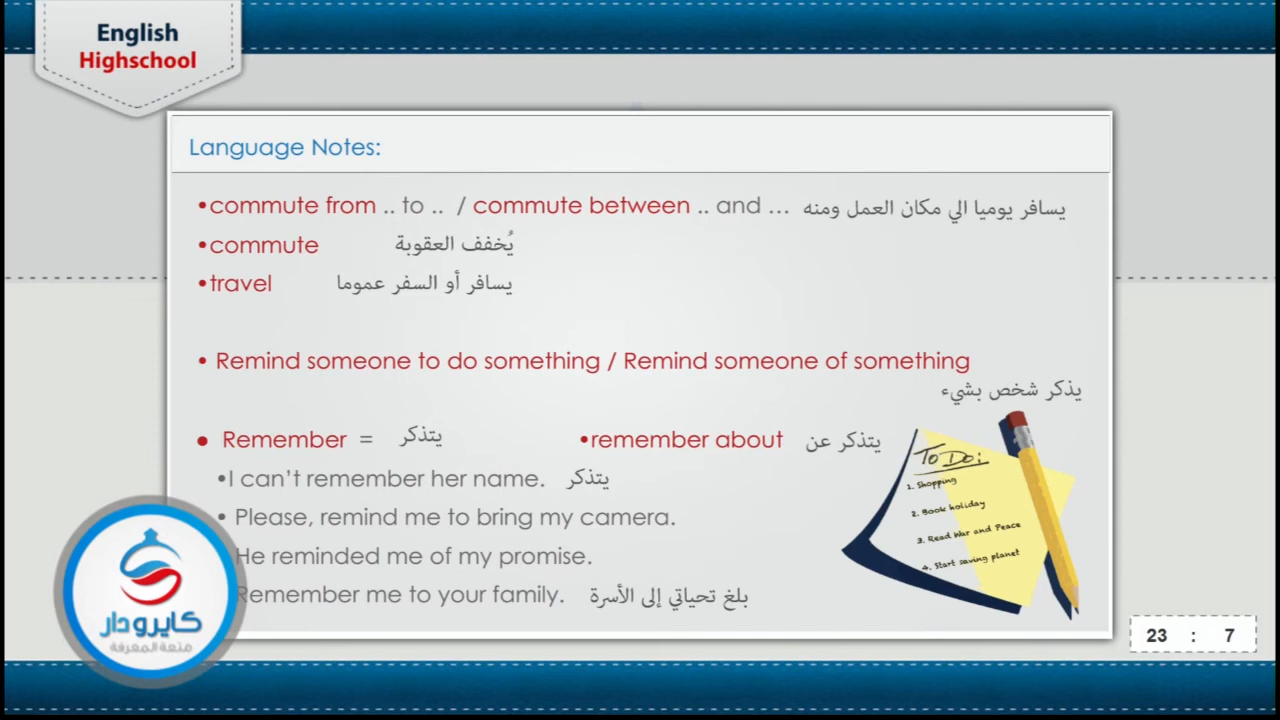 English
Highschool
Language Notes:
•commute from .. to .. / commute between .. and ... يسافر يوميا الي مكان العمل ومنه
•commute يُخفف العقوبة
•travel يسافر أو السفر عموما
• Remind someone to do something / Remind someone of something
يذكر شخص بشيء
• Remember = يتذكر •remember about يتذكر عن
•I can't remember her name. يتذكر
• Please, remind me to bring my camera.
He reminded me of my promise.
Remember me to your family. بلغ تحياتي إلى الأسرة
To Do:
1. Shopping
2. Book holiday
3. Read War and Peace
4. Start saving planet
كايرودار
متعة المعرفة
23 : 7